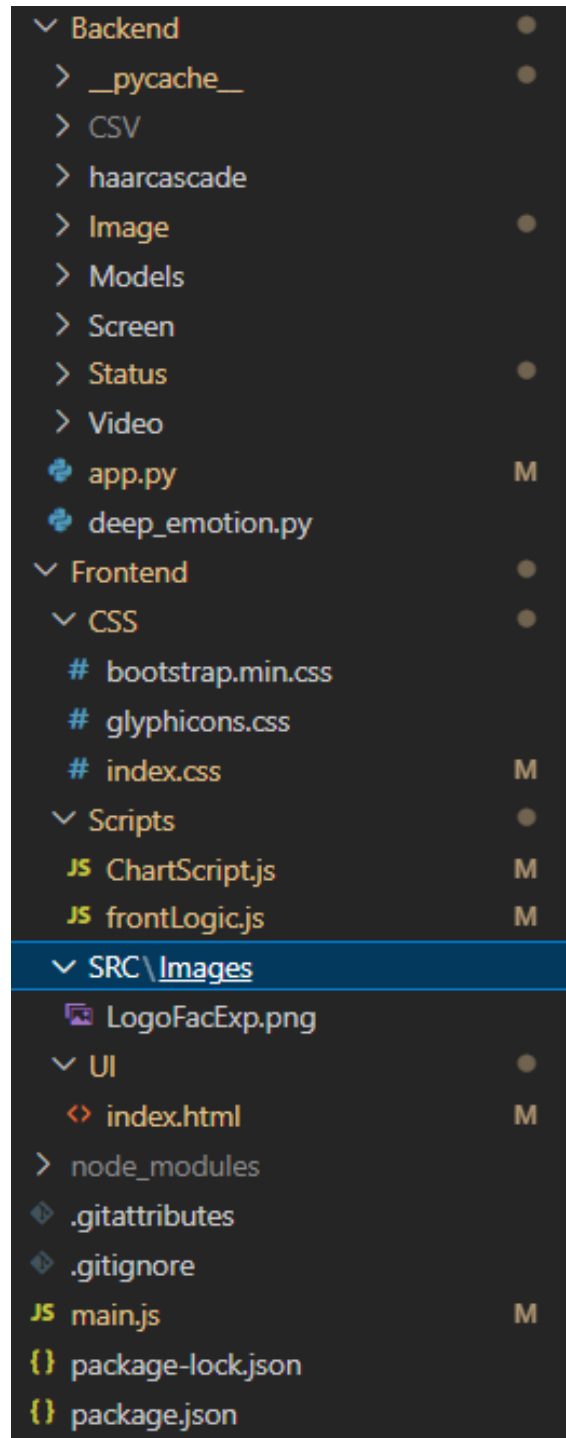 Backend
__pycache__
CSV
haarcascade
Image
Models
Screen
Status
Video
app.py M
deep_emotion.py
Frontend
CSS
# bootstrap.min.css
# glyphicons.css
# index.css M
Scripts
JS ChartScript.js M
JS frontLogic.js M
SRC\Images
LogoFacExp.png
UI
<> index.html M
node_modules
.gitattributes
.gitignore
JS main.js M
{} package-lock.json
{} package.json